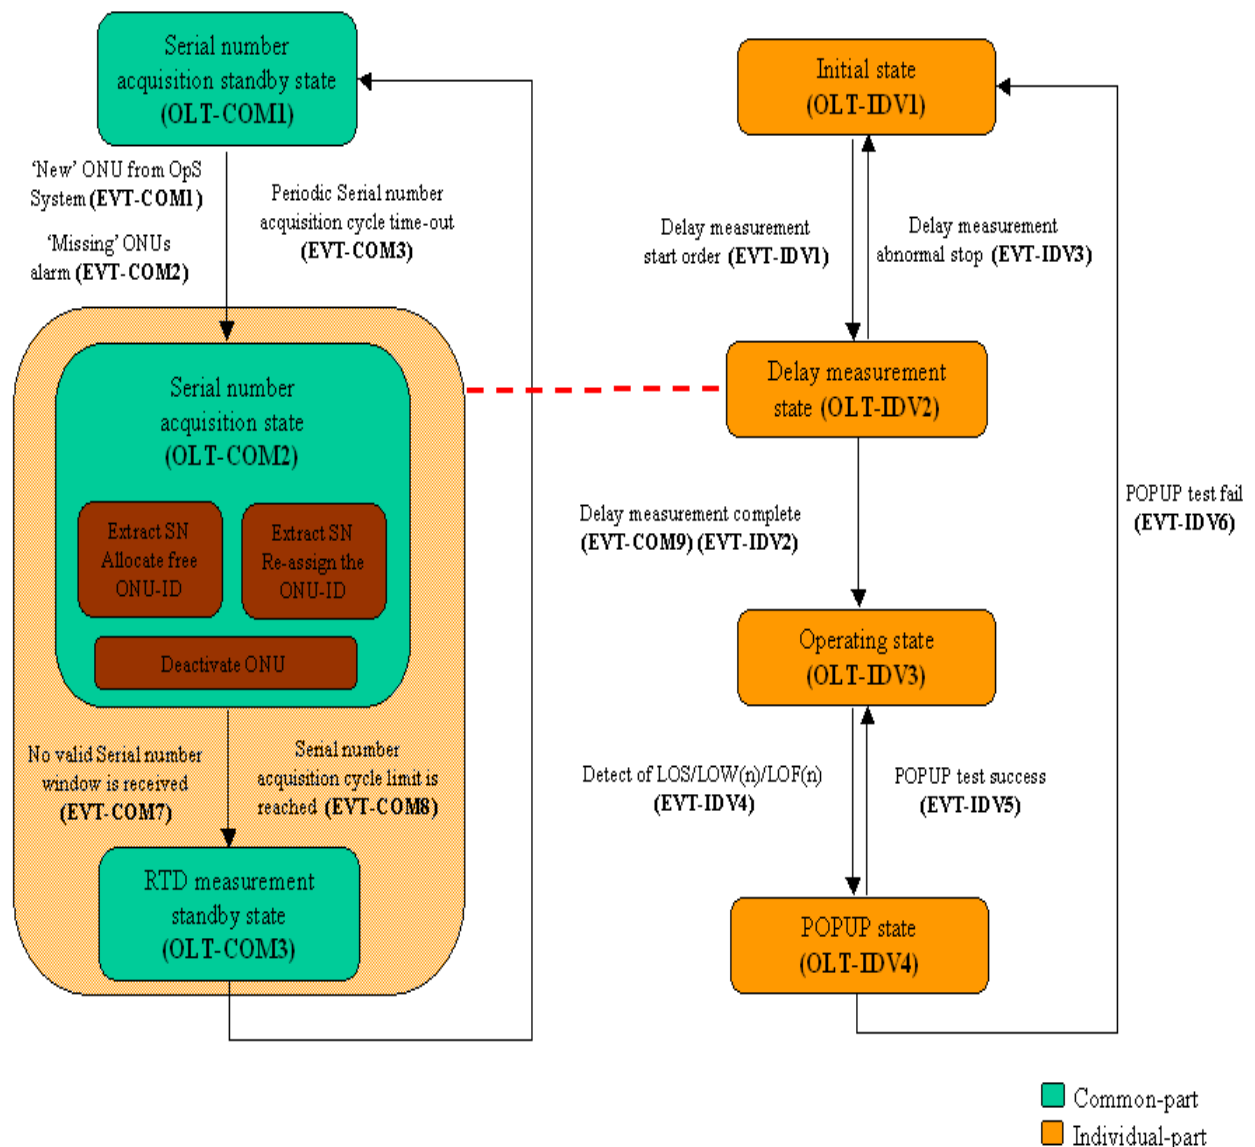 Serial number
acquisition standby state
(OLT-COM1)
'New' ONU from OpS
System (EVT-COM1)
'Missing' ONUs
alarm (EVT-COM2)
Periodic Serial number
acquisition cycle time-out
(EVT-COM3)
Serial number
acquisition state
(OLT-COM2)
Extract SN
Allocate free
ONU-ID
Extract SN
Re-assign the
ONU-ID
Deactivate ONU
No valid Serial number
window is received
(EVT-COM7)
Serial number
acquisition cycle limit is
reached (EVT-COM8)
RTD measurement
standby state
(OLT-COM3)
Initial state
(OLT-IDV1)
Delay measurement
start order (EVT-IDV1)
Delay measurement
abnormal stop (EVT-IDV3)
Delay measurement
state (OLT-IDV2)
Delay measurement complete
(EVT-COM9) (EVT-IDV2)
POPUP test fail
(EVT-IDV6)
Operating state
(OLT-IDV3)
Detect of LOS/LOW(n)/LOF(n)
(EVT-IDV4)
POPUP test success
(EVT-IDV5)
POPUP state
(OLT-IDV4)
Common-part
Individual-part